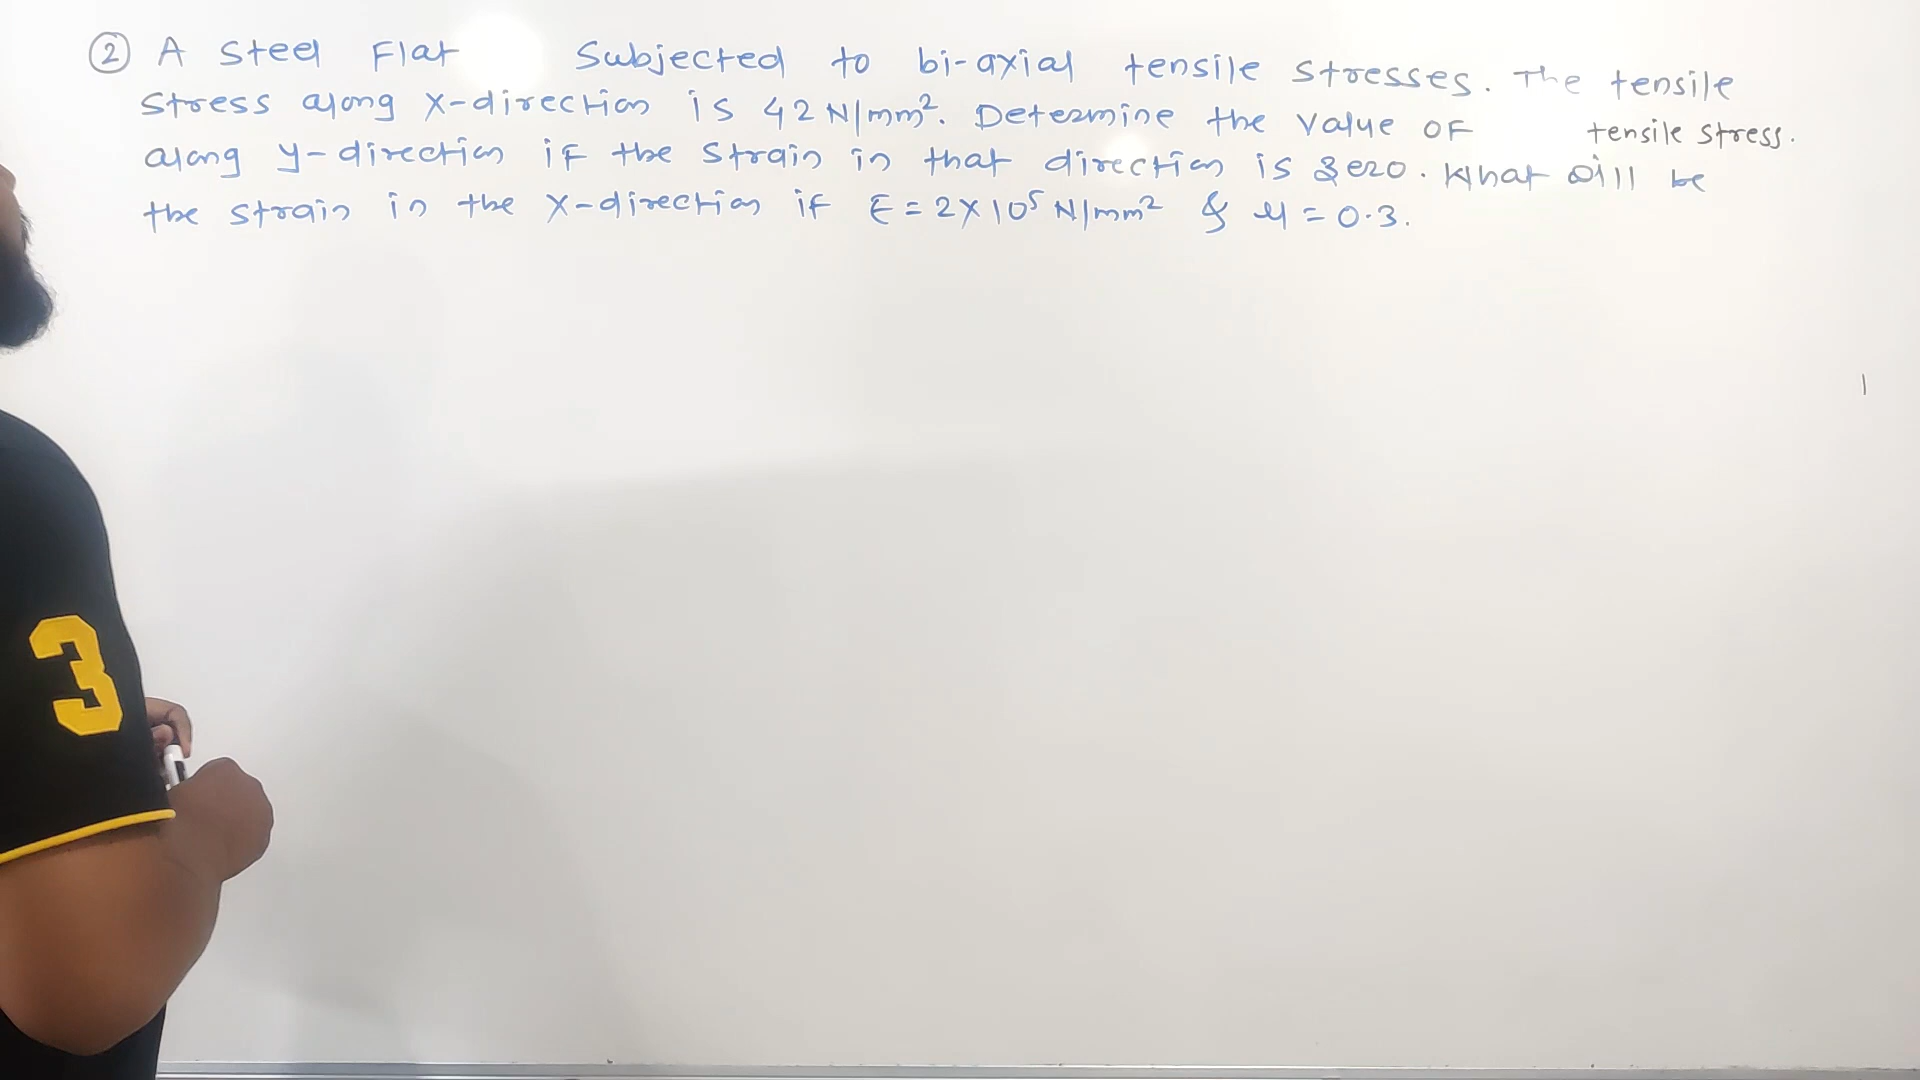 ② A steel Flat Subjected to bi-axial tensile stresses. The tensile
stress along x-direction is 42 N/mm². Determine the value OF tensile stress.
along y-direction if the strain in that direction is zero. What will be
the strain in the x-direction if E = 2×10⁵ N/mm² & μ = 0.3.
3